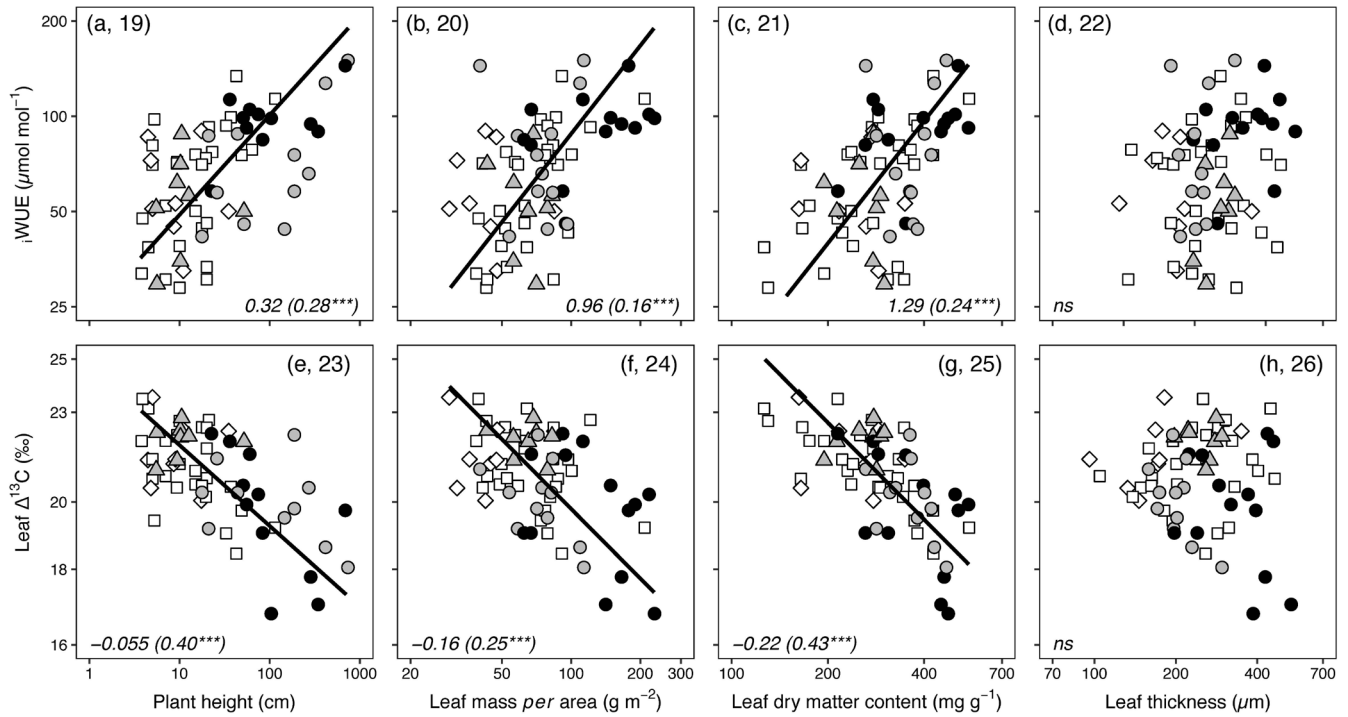 (a, 19) (b, 20) (c, 21) (d, 22)
200
100
50
25
iWUE (µmol mol−1)
0.32 (0.28***) 0.96 (0.16***) 1.29 (0.24***) ns
(e, 23) (f, 24) (g, 25) (h, 26)
25
23
20
18
16
Leaf Δ13C (‰)
−0.055 (0.40***) −0.16 (0.25***) −0.22 (0.43***) ns
1 10 100 1000 20 50 100 200 300 100 200 400 700 70 100 200 400 700
Plant height (cm) Leaf mass per area (g m−2) Leaf dry matter content (mg g−1) Leaf thickness (µm)